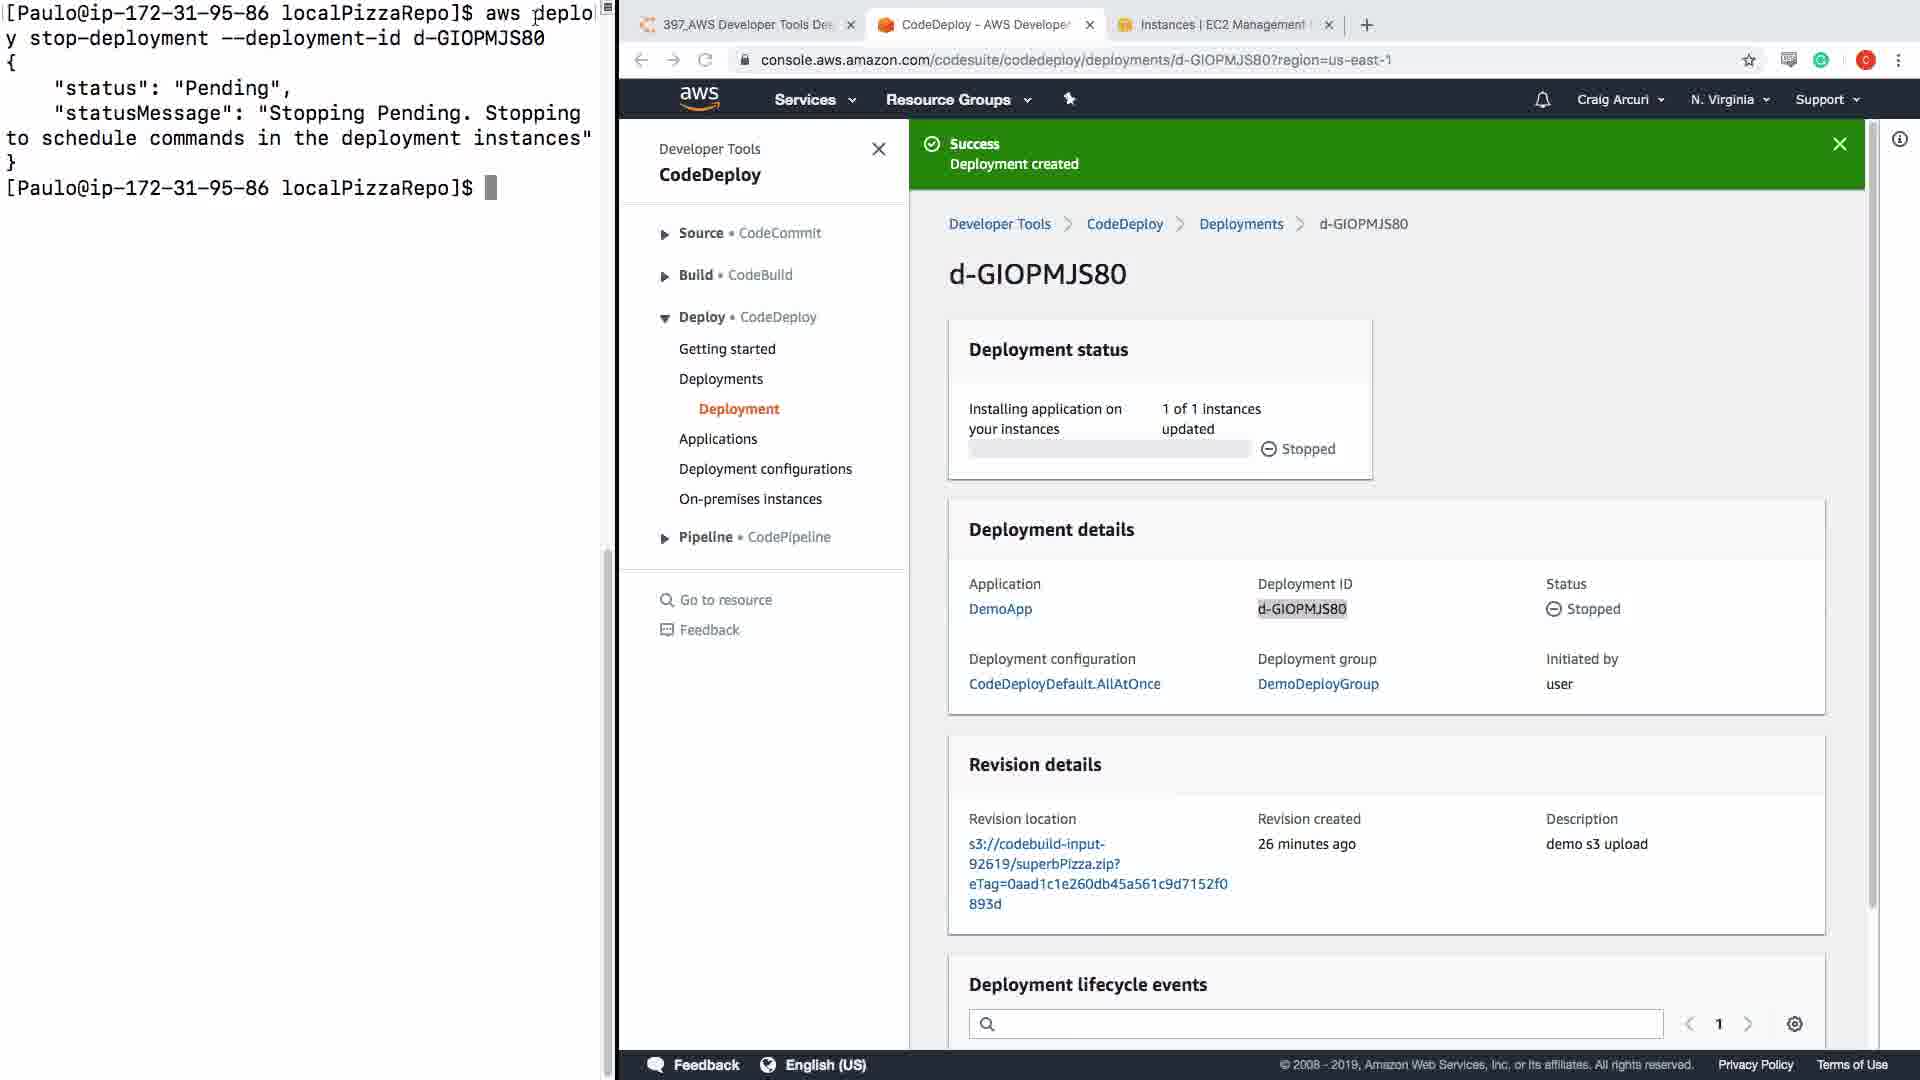 [Paulo@ip-172-31-95-86 localPizzaRepo]$ aws deplo
y stop-deployment --deployment-id d-GIOPMJS80
{
"status": "Pending",
"statusMessage": "Stopping Pending. Stopping
to schedule commands in the deployment instances"
}
[Paulo@ip-172-31-95-86 localPizzaRepo]$
397_AWS Developer Tools De
CodeDeploy - AWS Developer
Instances | EC2 Management
console.aws.amazon.com/codesuite/codedeploy/deployments/d-GIOPMJS80?region=us-east-1
C
aws
Services
Resource Groups
Craig Arcuri
N. Virginia
Support
Developer Tools
CodeDeploy
Source • CodeCommit
Build • CodeBuild
Deploy • CodeDeploy
Getting started
Deployments
Deployment
Applications
Deployment configurations
On-premises instances
Pipeline • CodePipeline
Go to resource
Feedback
Success
Deployment created
Developer Tools
CodeDeploy
Deployments
d-GIOPMJS80
d-GIOPMJS80
Deployment status
Installing application on
your instances
1 of 1 instances
updated
Stopped
Deployment details
Application
DemoApp
Deployment ID
d-GIOPMJS80
Status
Stopped
Deployment configuration
CodeDeployDefault.AllAtOnce
Deployment group
DemoDeployGroup
Initiated by
user
Revision details
Revision location
s3://codebuild-input-
92619/superbPizza.zip?
eTag=0aad1c1e260db45a561c9d7152f0
893d
Revision created
26 minutes ago
Description
demo s3 upload
Deployment lifecycle events
1
Feedback
English (US)
© 2008 - 2019, Amazon Web Services, Inc. or its affiliates. All rights reserved.
Privacy Policy
Terms of Use